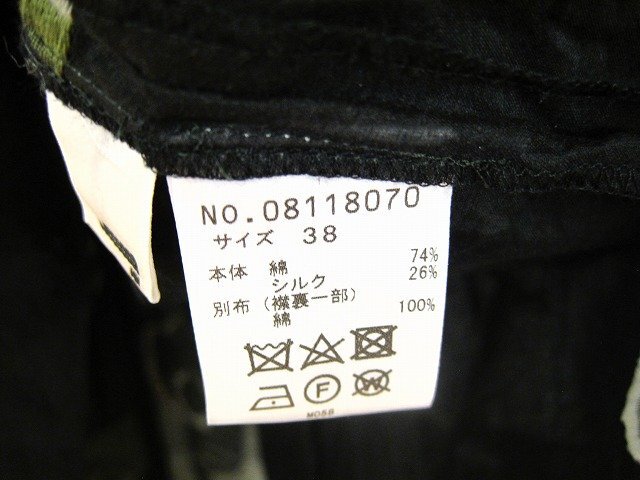 NO.08118070
サイズ 38
本体 綿 74%
シルク 26%
別布（襟裏一部）
綿 100%
F
W
MOSS